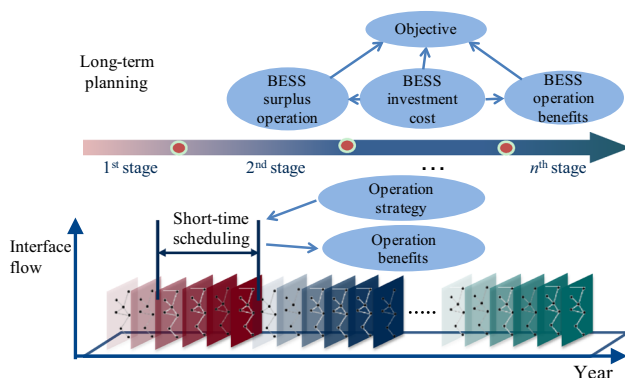 Objective
Long-term
planning
BESS
surplus
operation
BESS
investment
cost
BESS
operation
benefits
1st stage
2nd stage
...
nth stage
Operation
strategy
Short-time
scheduling
Operation
benefits
Interface
flow
.....
Year